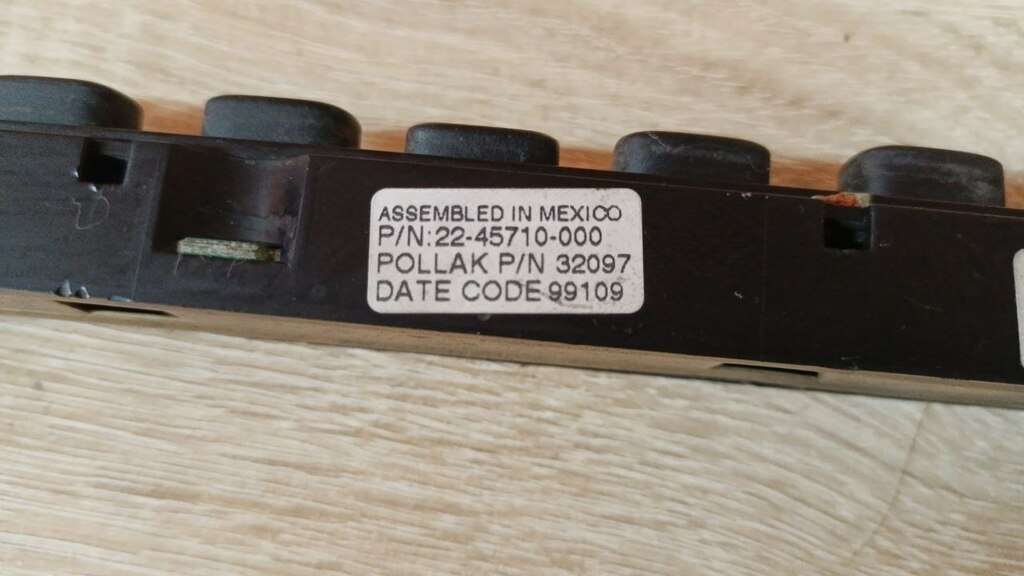 ASSEMBLED IN MEXICO
P/N:22-45710-000
POLLAK P/N 32097
DATE CODE 99109